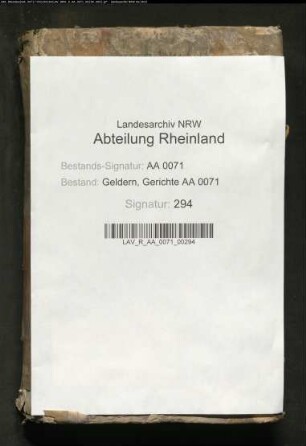 Landesarchiv NRW
Abteilung Rheinland
Bestands-Signatur: AA 0071
Bestand: Geldern, Gerichte AA 0071
Signatur: 294
LAV_R_AA_0071_00294